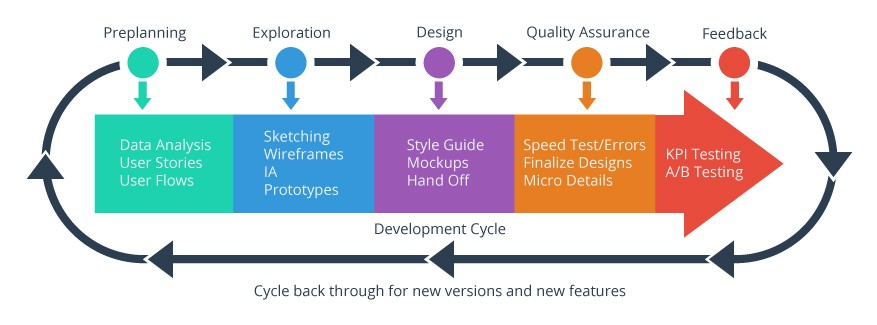 Preplanning
Exploration
Design
Quality Assurance
Feedback
Data Analysis
User Stories
User Flows
Sketching
Wireframes
IA
Prototypes
Style Guide
Mockups
Hand Off
Speed Test/Errors
Finalize Designs
Micro Details
KPI Testing
A/B Testing
Development Cycle
Cycle back through for new versions and new features